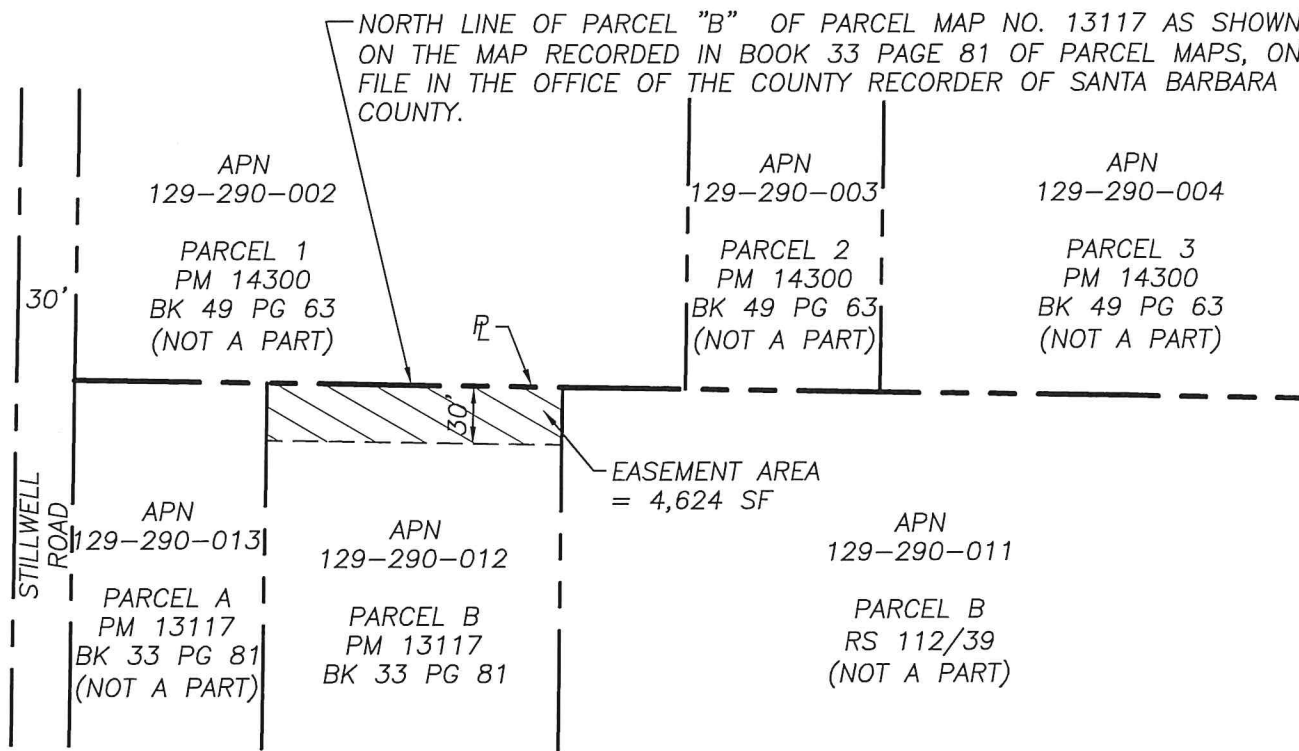 NORTH LINE OF PARCEL "B" OF PARCEL MAP NO. 13117 AS SHOWN
ON THE MAP RECORDED IN BOOK 33 PAGE 81 OF PARCEL MAPS, ON
FILE IN THE OFFICE OF THE COUNTY RECORDER OF SANTA BARBARA
COUNTY.
APN
129-290-002
PARCEL 1
PM 14300
BK 49 PG 63
(NOT A PART)
APN
129-290-003
PARCEL 2
PM 14300
BK 49 PG 63
(NOT A PART)
APN
129-290-004
PARCEL 3
PM 14300
BK 49 PG 63
(NOT A PART)
30'
PL
30'
EASEMENT AREA
= 4,624 SF
STILLWELL
ROAD
APN
129-290-013
PARCEL A
PM 13117
BK 33 PG 81
(NOT A PART)
APN
129-290-012
PARCEL B
PM 13117
BK 33 PG 81
APN
129-290-011
PARCEL B
RS 112/39
(NOT A PART)